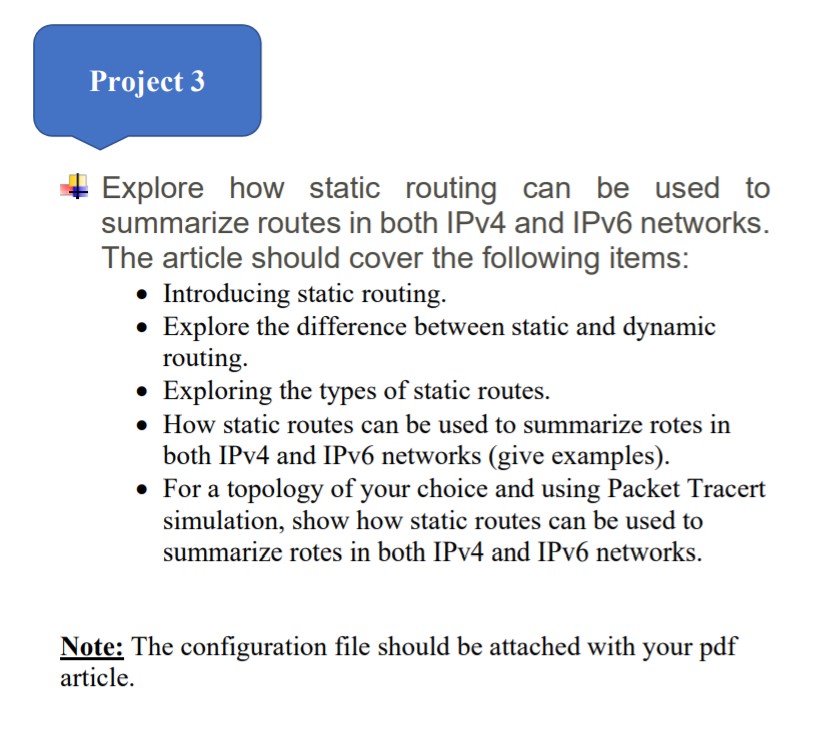 Project 3
Explore how static routing can be used to
summarize routes in both IPv4 and IPv6 networks.
The article should cover the following items:
• Introducing static routing.
• Explore the difference between static and dynamic
routing.
• Exploring the types of static routes.
• How static routes can be used to summarize rotes in
both IPv4 and IPv6 networks (give examples).
• For a topology of your choice and using Packet Tracert
simulation, show how static routes can be used to
summarize rotes in both IPv4 and IPv6 networks.
Note: The configuration file should be attached with your pdf
article.